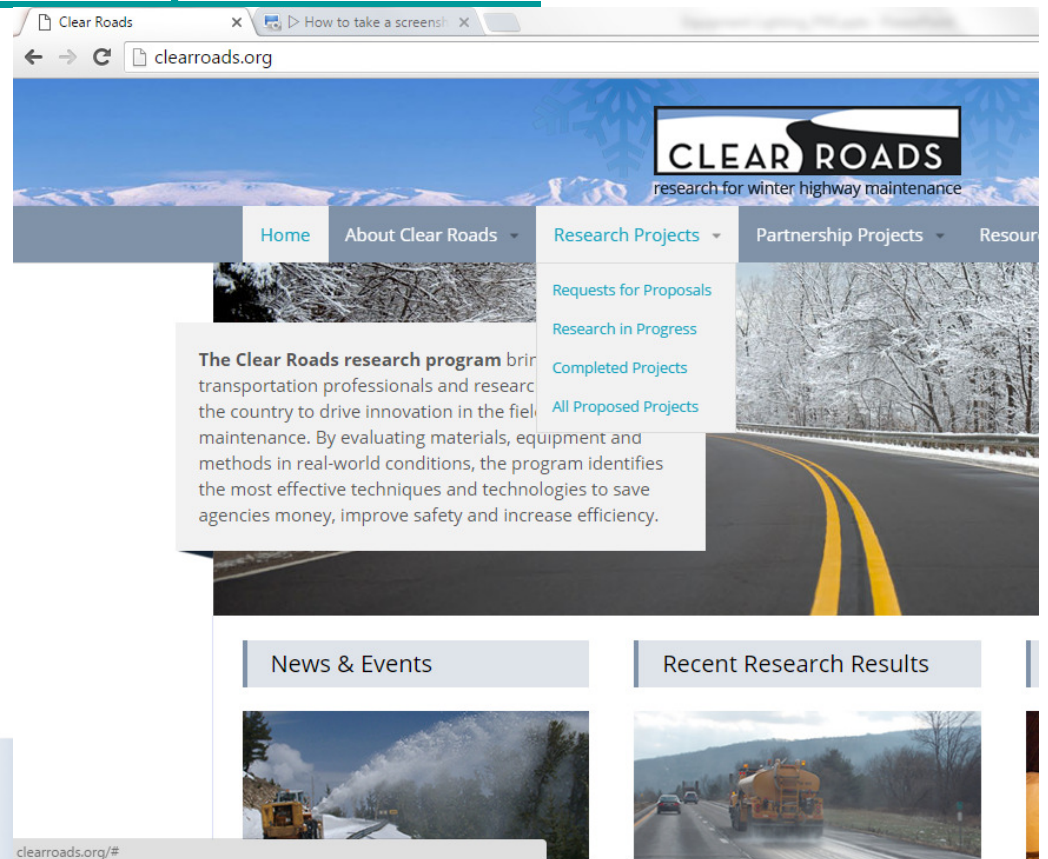 Clear Roads
How to take a screensh
clearroads.org
CLEAR ROADS
research for winter highway maintenance
Home About Clear Roads Research Projects Partnership Projects Resour
Requests for Proposals
Research in Progress
Completed Projects
All Proposed Projects
The Clear Roads research program brin
transportation professionals and researc
the country to drive innovation in the fiel
maintenance. By evaluating materials, equipment and
methods in real-world conditions, the program identifies
the most effective techniques and technologies to save
agencies money, improve safety and increase efficiency.
News & Events Recent Research Results
clearroads.org/#